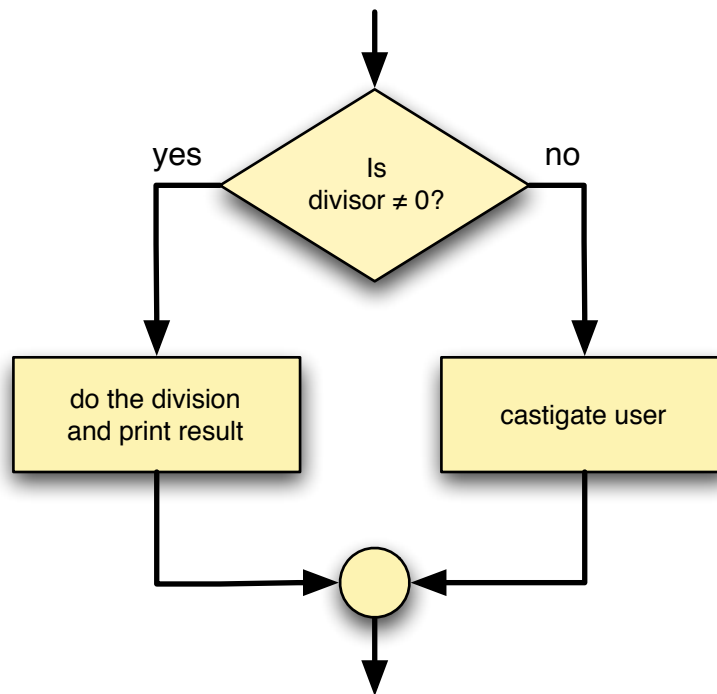 Is
divisor ≠ 0?
yes
no
do the division
and print result
castigate user